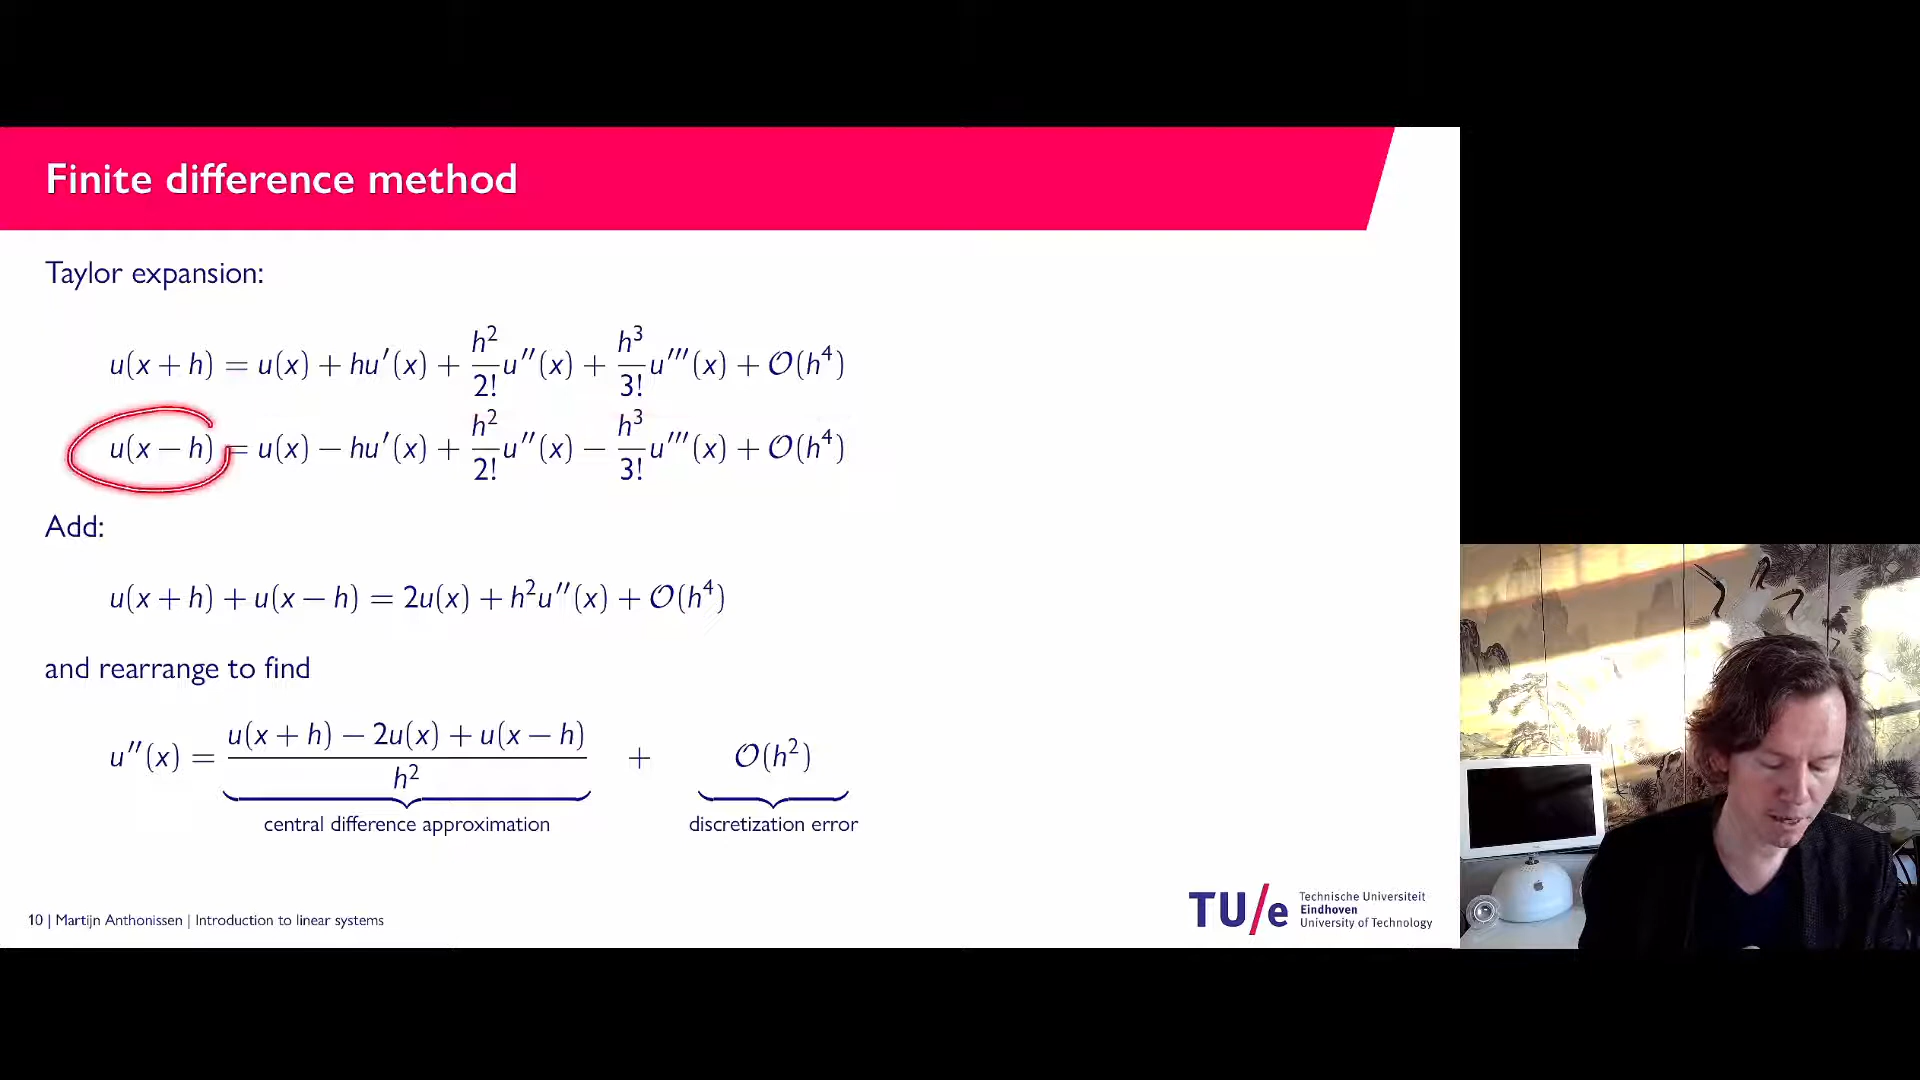 Finite difference method
Taylor expansion:
u(x + h) = u(x) + hu′(x) + h²/2! u″(x) + h³/3! u‴(x) + O(h⁴)
u(x − h) = u(x) − hu′(x) + h²/2! u″(x) − h³/3! u‴(x) + O(h⁴)
Add:
u(x + h) + u(x − h) = 2u(x) + h²u″(x) + O(h⁴)
and rearrange to find
u″(x) = (u(x + h) − 2u(x) + u(x − h))/h² + O(h²)
central difference approximation discretization error
10 | Martijn Anthonissen | Introduction to linear systems
TU/e
Technische Universiteit
Eindhoven
University of Technology